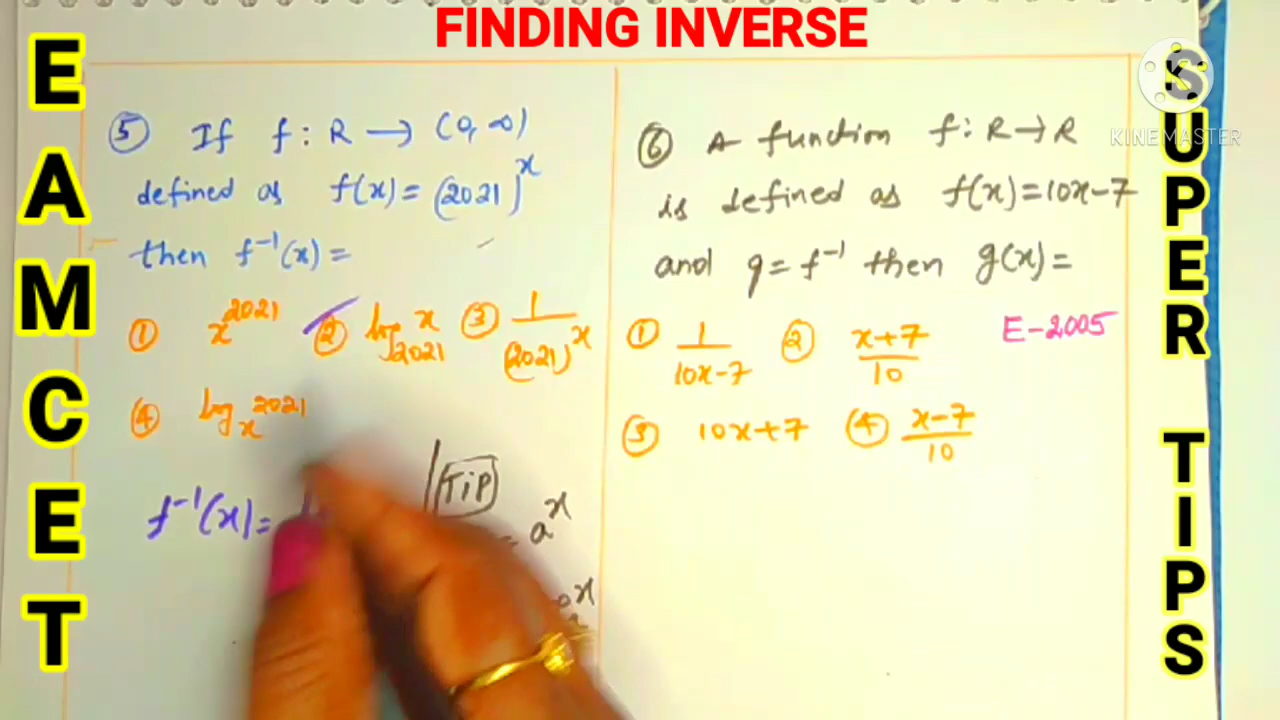 FINDING INVERSE
EAMCET
⑤ If f : R → (0, ∞)
defined as f(x) = (2021)^x
then f⁻¹(x) =
① x^2021 ② log_2021 x ③ 1/(2021)^x
④ log_x 2021
f⁻¹(x) =
TiP
= a^x
x
⑥ A function f : R → R
is defined as f(x) = 10x-7
and g = f⁻¹ then g(x) =
E-2005
① 1/10x-7 ② x+7/10
③ 10x+7 ④ x-7/10
SUPER TIPS
KINEMASTER